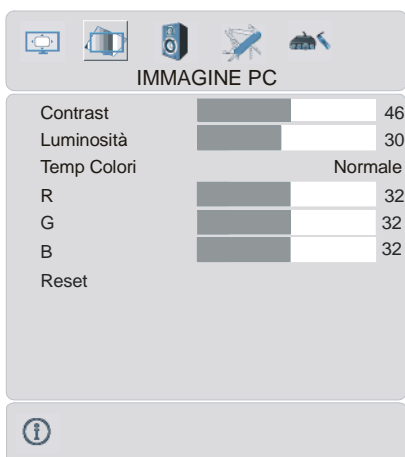 IMMAGINE PC
Contrast 46
Luminosità 30
Temp Colori Normale
R 32
G 32
B 32
Reset